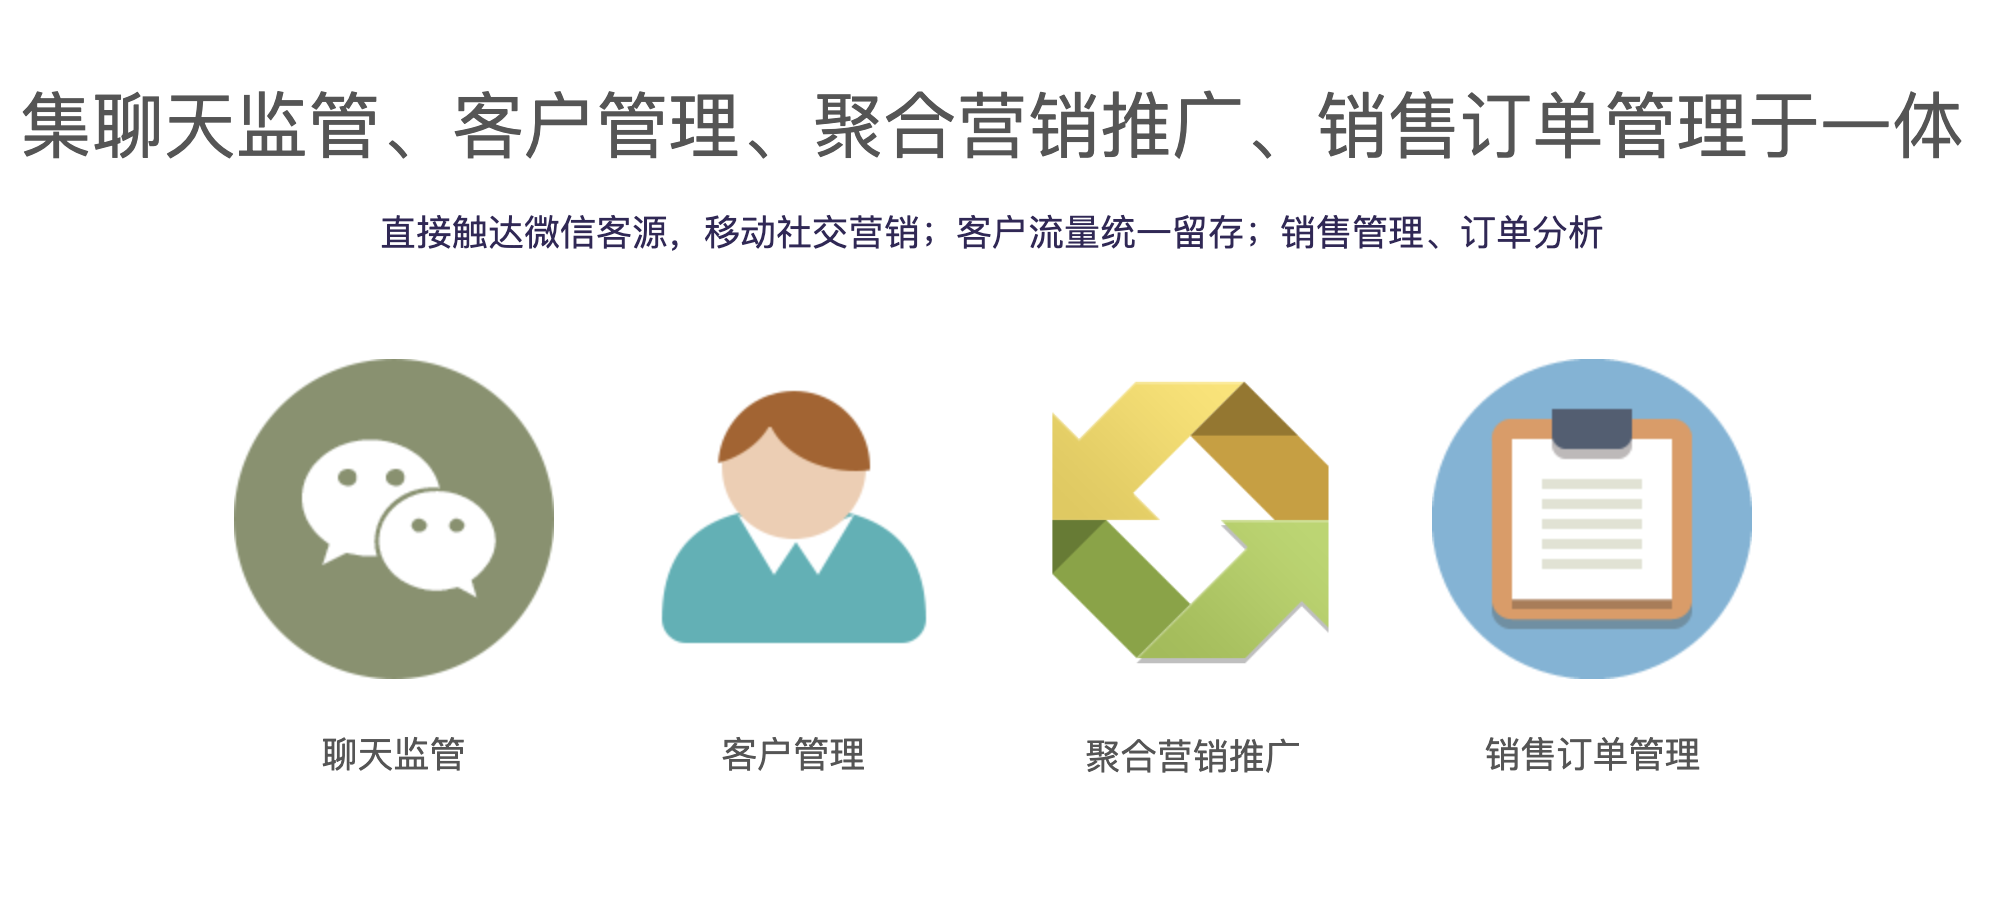 集聊天监管、客户管理、聚合营销推广、销售订单管理于一体
直接触达微信客源，移动社交营销；客户流量统一留存；销售管理、订单分析
聊天监管
客户管理
聚合营销推广
销售订单管理